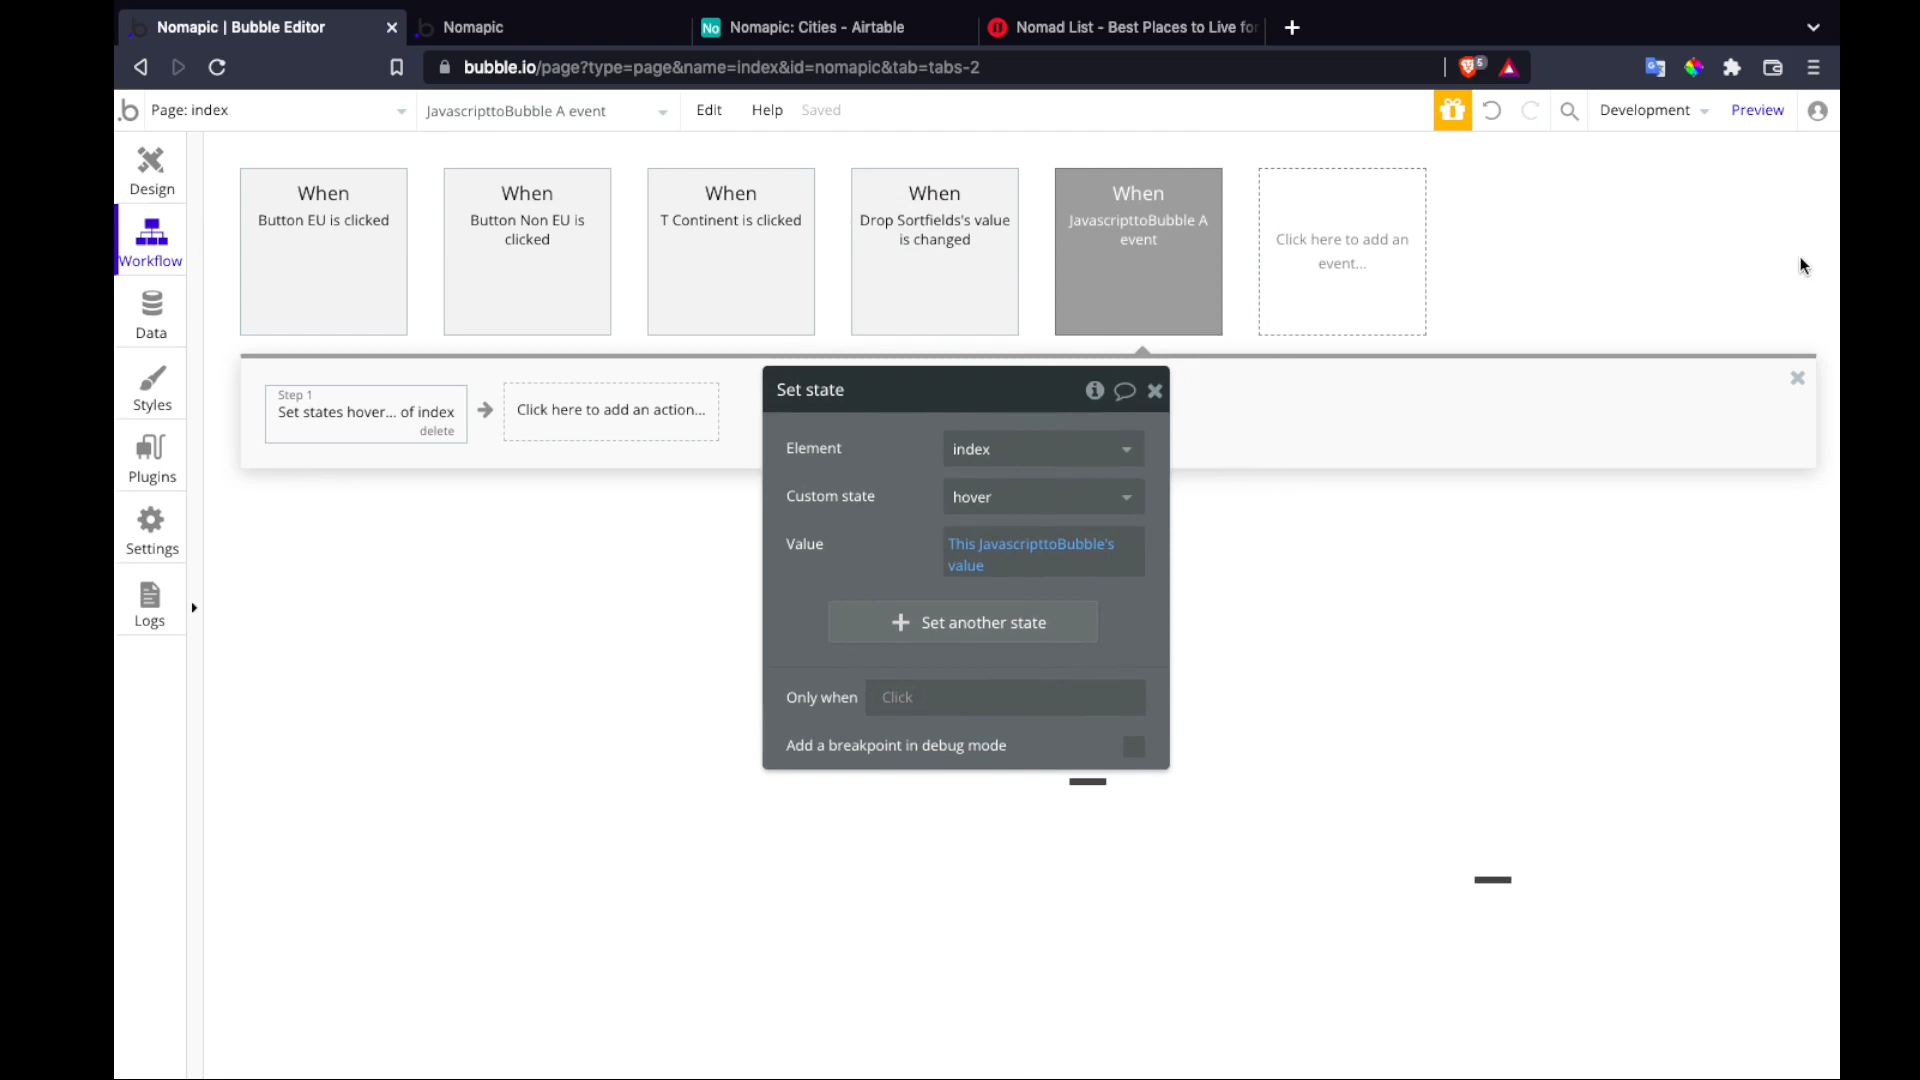 Nomapic | Bubble Editor
Nomapic
No
Nomapic: Cities - Airtable
Nomad List - Best Places to Live for
bubble.io/page?type=page&name=index&id=nomapic&tab=tabs-2
5
Page: index
JavascripttoBubble A event
Edit
Help
Saved
Development
Preview
Design
Workflow
Data
Styles
Plugins
Settings
Logs
When
Button EU is clicked
When
Button Non EU is
clicked
When
T Continent is clicked
When
Drop Sortfields's value
is changed
When
JavascripttoBubble A
event
Click here to add an
event...
Step 1
Set states hover... of index
delete
Click here to add an action...
Set state
Element
index
Custom state
hover
Value
This JavascripttoBubble's
value
Set another state
Only when
Click
Add a breakpoint in debug mode